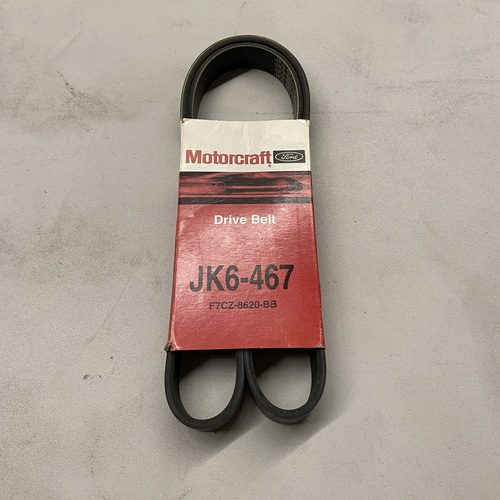 Motorcraft Ford
Drive Belt
JK6-467
F7CZ-8620-BB